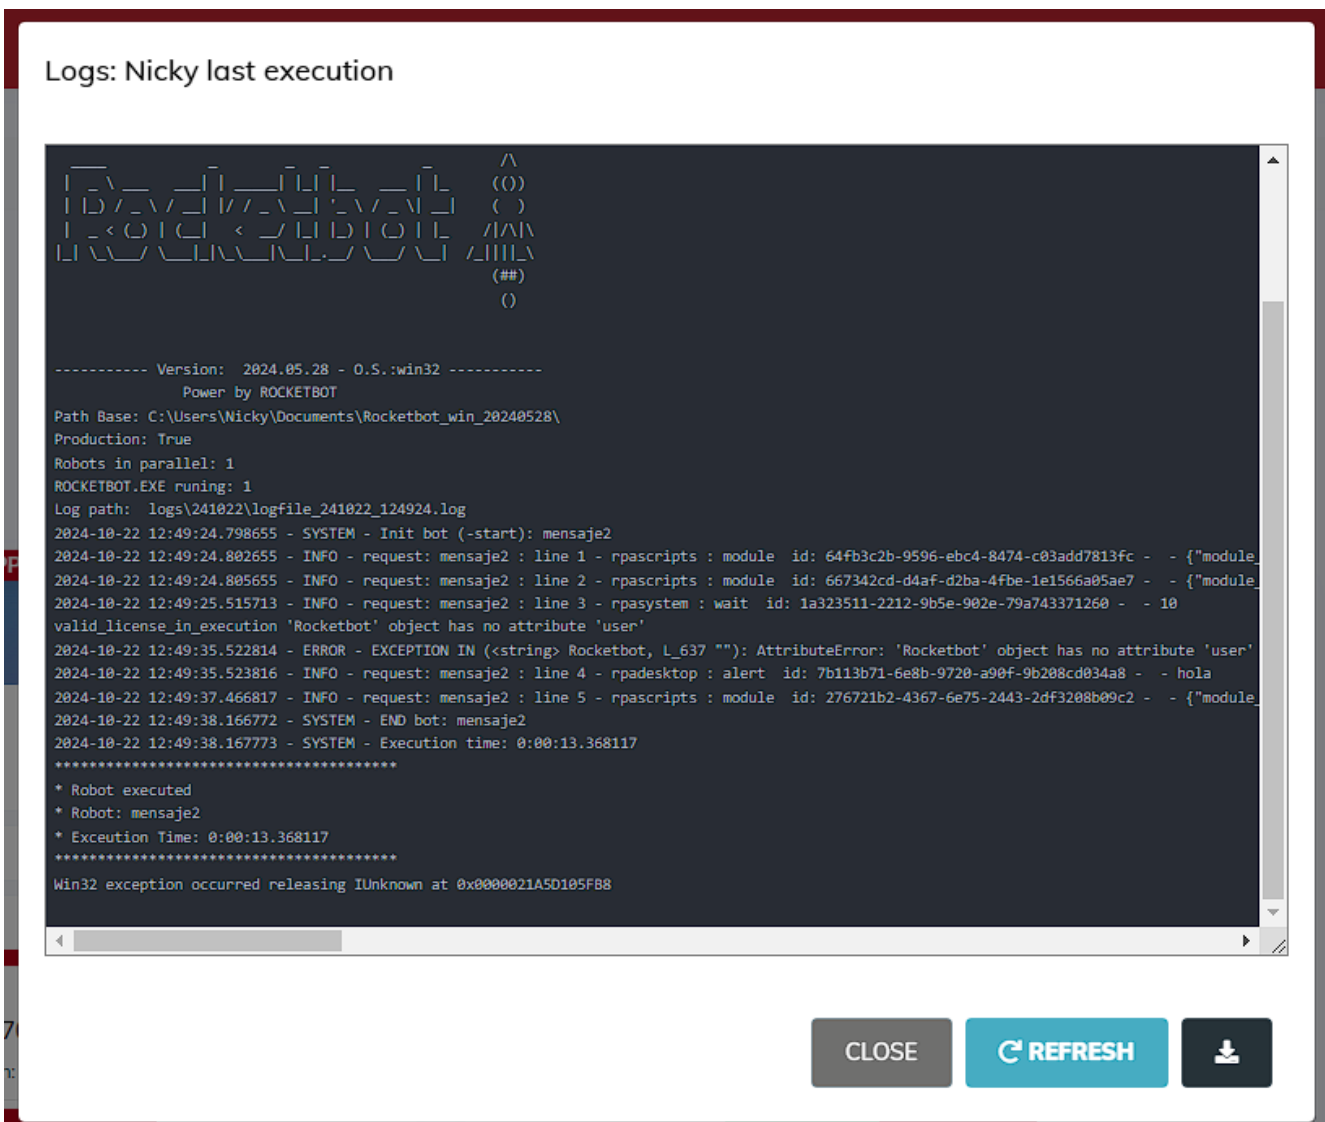 Logs: Nicky last execution
----------- Version:  2024.05.28 - O.S.:win32 -----------
Power by ROCKETBOT
Path Base: C:\Users\Nicky\Documents\Rocketbot_win_20240528\
Production: True
Robots in parallel: 1
ROCKETBOT.EXE runing: 1
Log path:  logs\241022\logfile_241022_124924.log
2024-10-22 12:49:24.798655 - SYSTEM - Init bot (-start): mensaje2
2024-10-22 12:49:24.802655 - INFO - request: mensaje2 : line 1 - rpascripts : module  id: 64fb3c2b-9596-ebc4-8474-c03add7813fc -  - {"module_
2024-10-22 12:49:24.805655 - INFO - request: mensaje2 : line 2 - rpascripts : module  id: 667342cd-d4af-d2ba-4fbe-1e1566a05ae7 -  - {"module_
2024-10-22 12:49:25.515713 - INFO - request: mensaje2 : line 3 - rpasystem : wait  id: 1a323511-2212-9b5e-902e-79a743371260 -  - 10
valid_license_in_execution 'Rocketbot' object has no attribute 'user'
2024-10-22 12:49:35.522814 - ERROR - EXCEPTION IN (<string> Rocketbot, L_637 ""): AttributeError: 'Rocketbot' object has no attribute 'user'
2024-10-22 12:49:35.523816 - INFO - request: mensaje2 : line 4 - rpadesktop : alert  id: 7b113b71-6e8b-9720-a90f-9b208cd034a8 -  - hola
2024-10-22 12:49:37.466817 - INFO - request: mensaje2 : line 5 - rpascripts : module  id: 276721b2-4367-6e75-2443-2df3208b09c2 -  - {"module_
2024-10-22 12:49:38.166772 - SYSTEM - END bot: mensaje2
2024-10-22 12:49:38.167773 - SYSTEM - Execution time: 0:00:13.368117
****************************************
* Robot executed
* Robot: mensaje2
* Exceution Time: 0:00:13.368117
****************************************
Win32 exception occurred releasing IUnknown at 0x0000021A5D105FB8
CLOSE
REFRESH